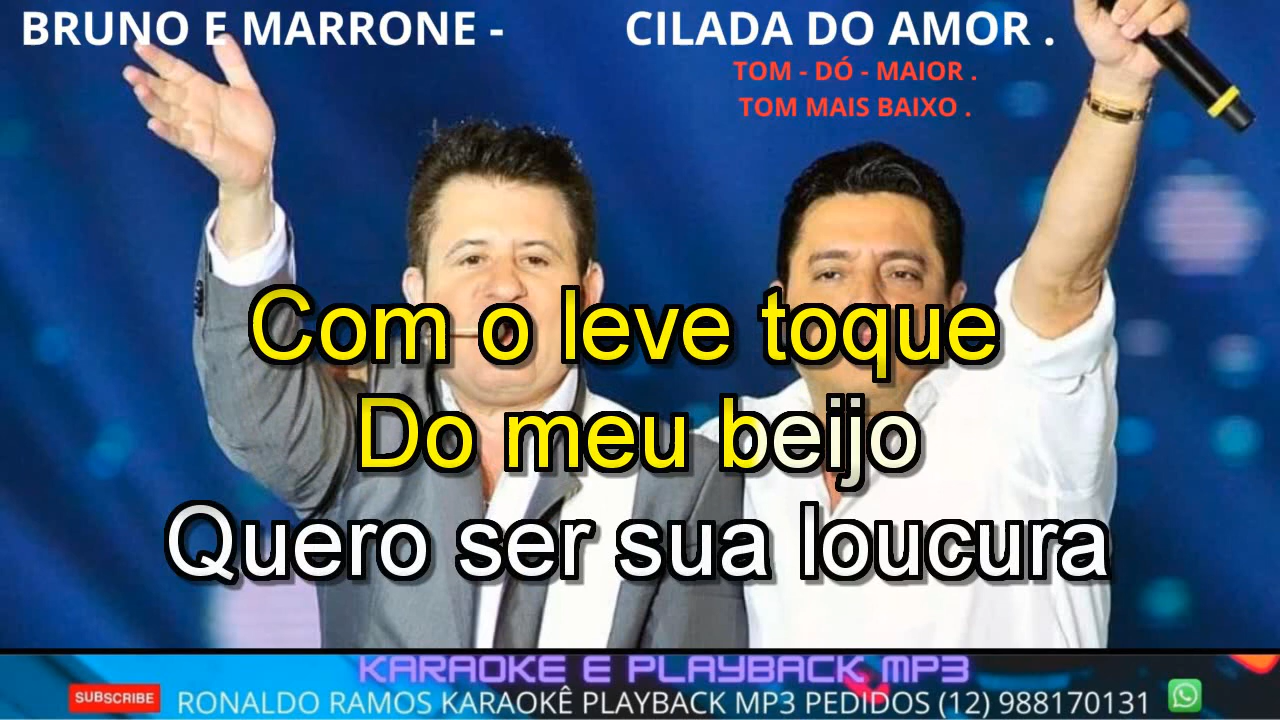 BRUNO E MARRONE - CILADA DO AMOR .
TOM - DÓ - MAIOR .
TOM MAIS BAIXO .
Com o leve toque
Do meu beijo
Quero ser sua loucura
KARAOKE E PLAYBACK MP3
SUBSCRIBE RONALDO RAMOS KARAOKÊ PLAYBACK MP3 PEDIDOS (12) 988170131